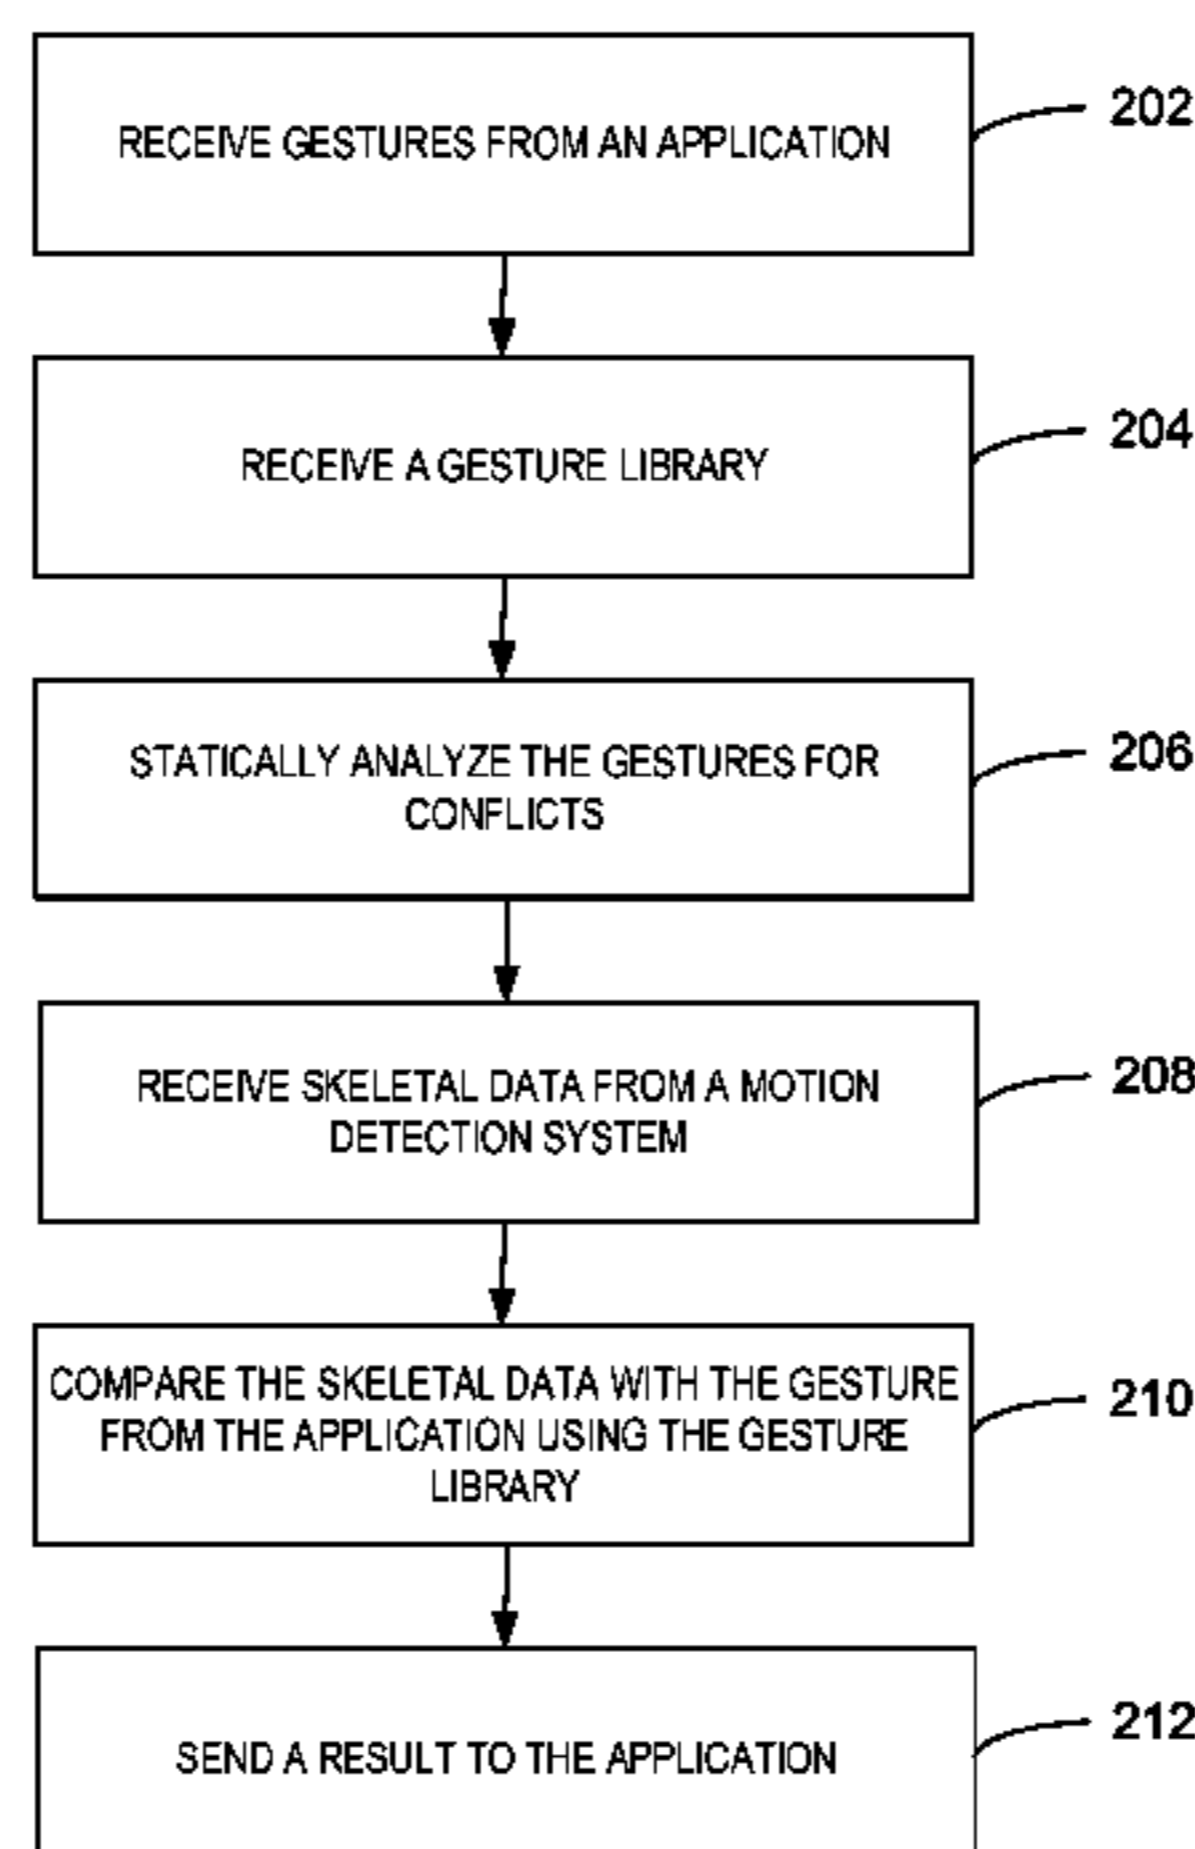 RECEIVE GESTURES FROM AN APPLICATION
202
RECEIVE A GESTURE LIBRARY
204
STATICALLY ANALYZE THE GESTURES FOR
CONFLICTS
206
RECEIVE SKELETAL DATA FROM A MOTION
DETECTION SYSTEM
208
COMPARE THE SKELETAL DATA WITH THE GESTURE
FROM THE APPLICATION USING THE GESTURE
LIBRARY
210
SEND A RESULT TO THE APPLICATION
212